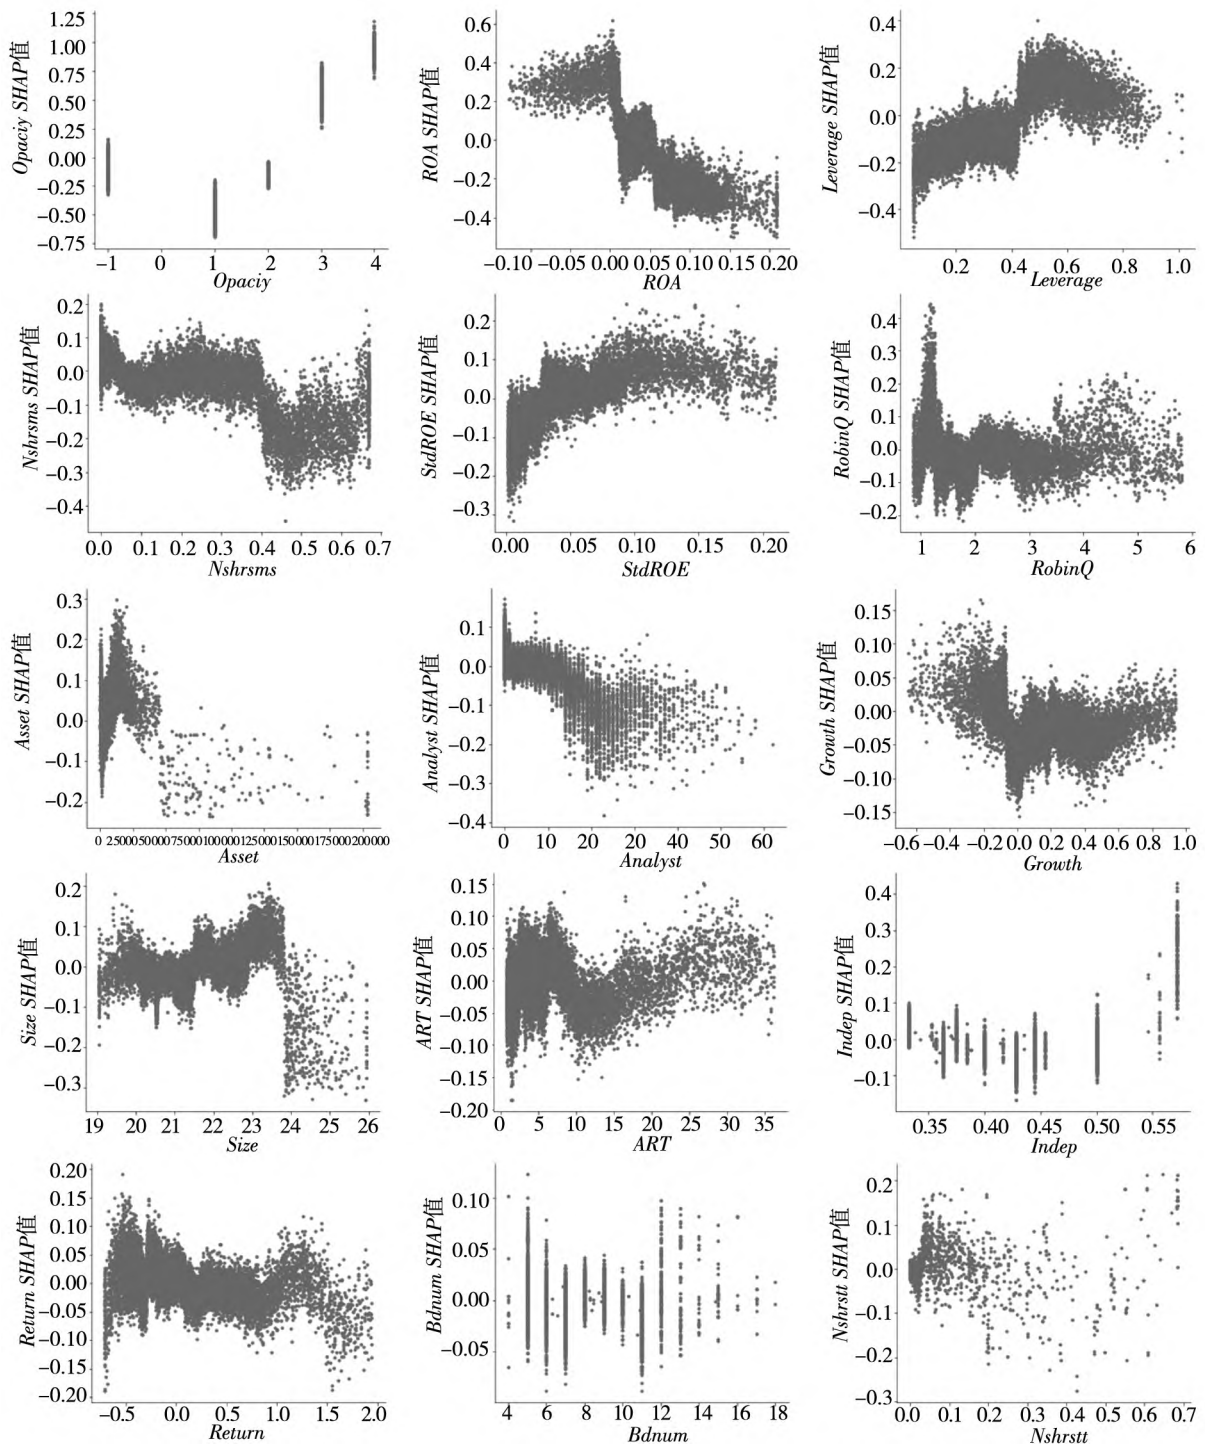 Opaciy SHAP值
1.25
1.00
0.75
0.50
0.25
0.00
−0.25
−0.50
−0.75
−1 0 1 2 3 4
Opaciy
ROA SHAP值
0.6
0.4
0.2
0.0
−0.2
−0.4
−0.10 −0.05 0.00 0.05 0.10 0.15 0.20
ROA
Leverage SHAP值
0.4
0.2
0.0
−0.2
−0.4
0.2 0.4 0.6 0.8 1.0
Leverage
Nshrsms SHAP值
0.2
0.1
0.0
−0.1
−0.2
−0.3
−0.4
0.0 0.1 0.2 0.3 0.4 0.5 0.6 0.7
Nshrsms
StdROE SHAP值
0.2
0.1
0.0
−0.1
−0.2
−0.3
0.00 0.05 0.10 0.15 0.20
StdROE
RobinQ SHAP值
0.4
0.3
0.2
0.1
0.0
−0.1
−0.2
1 2 3 4 5 6
RobinQ
Asset SHAP值
0.3
0.2
0.1
0.0
−0.1
−0.2
0 25000 50000 75000 100000 125000 150000 175000 200000
Asset
Analyst SHAP值
0.1
0.0
−0.1
−0.2
−0.3
−0.4
0 10 20 20 40 50 60
Analyst
Growth SHAP值
0.15
0.10
0.05
0.00
−0.05
−0.10
−0.15
−0.6 −0.4 −0.2 0.0 0.2 0.4 0.6 0.8 1.0
Growth
Size SHAP值
0.2
0.1
0.0
−0.1
−0.2
−0.3
19 20 21 22 23 24 25 26
Size
ART SHAP值
0.15
0.10
0.05
0.00
−0.05
−0.10
−0.15
−0.20
0 5 10 15 20 25 30 35
ART
Indep SHAP值
0.4
0.3
0.2
0.1
0.0
−0.1
0.35 0.40 0.45 0.50 0.55
Indep
Return SHAP值
0.20
0.15
0.10
0.05
0.00
−0.05
−0.10
−0.15
−0.20
−0.5 0.0 0.5 1.0 1.5 2.0
Return
Bdnum SHAP值
0.10
0.05
0.00
−0.05
4 6 8 10 12 14 16 18
Bdnum
Nshrstt SHAP值
0.2
0.1
0.0
−0.1
−0.2
−0.3
0.0 0.1 0.2 0.3 0.4 0.5 0.6 0.7
Nshrstt